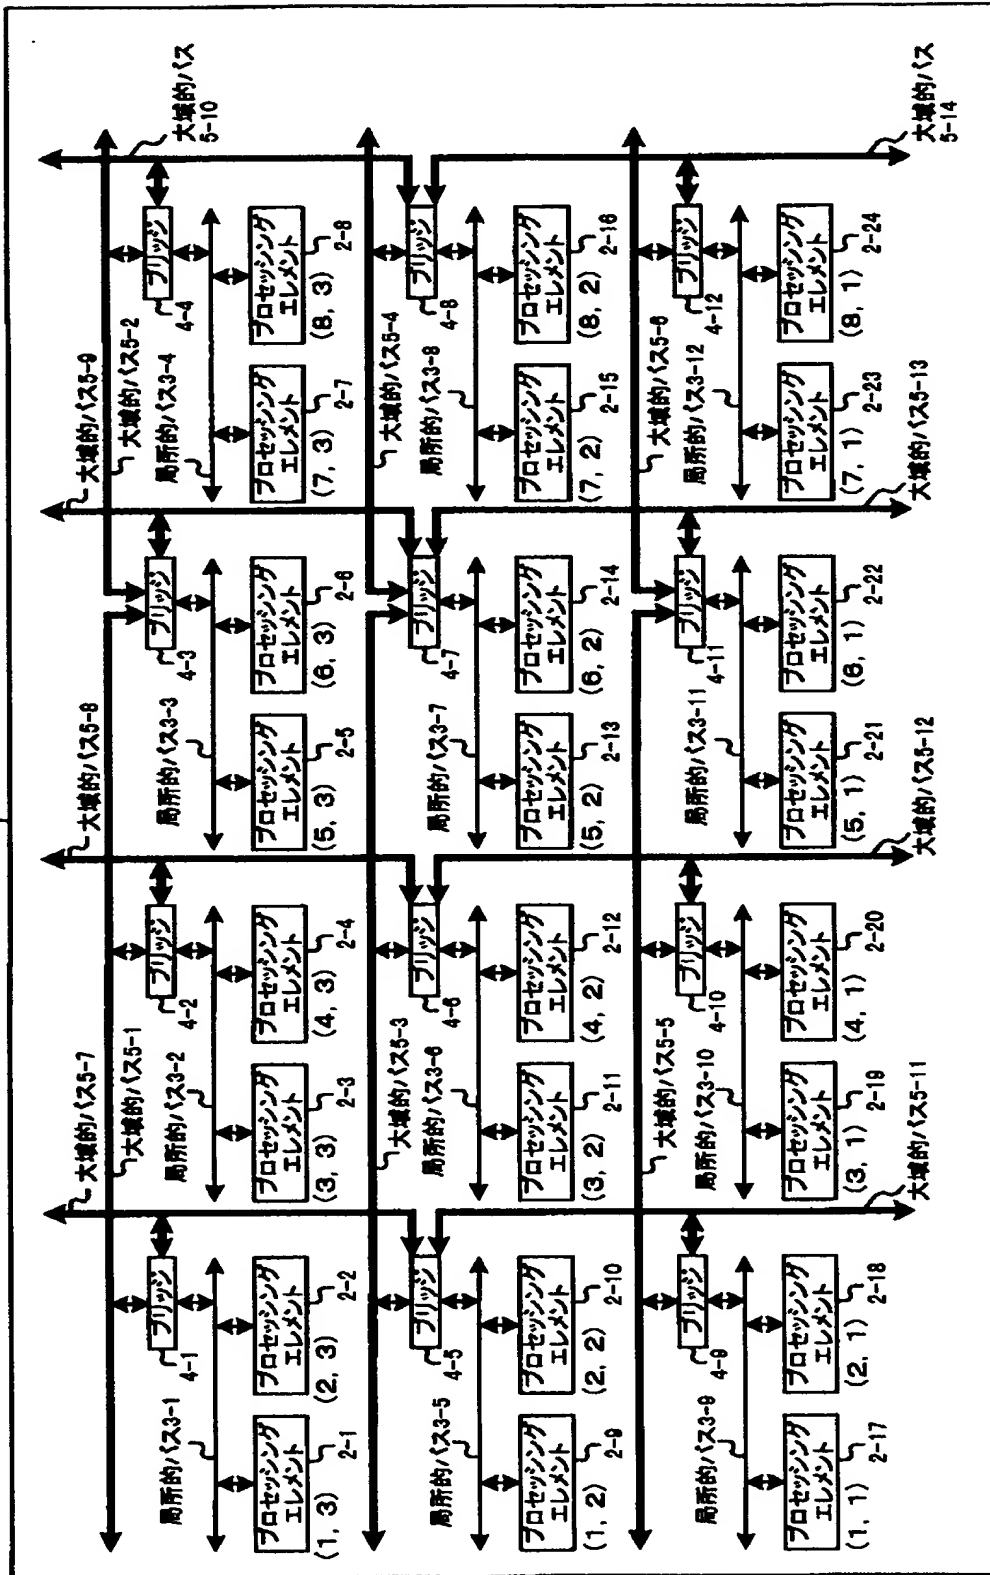 大域的バス5-7
大域的バス5-8
大域的バス5-9
大域的バス
5-10
大域的バス5-1
大域的バス5-2
局所的バス3-1
ブリッジ
4-1
局所的バス3-2
ブリッジ
4-2
局所的バス3-3
ブリッジ
4-3
局所的バス3-4
ブリッジ
4-4
プロセッシング
エレメント
(1, 3)
2-1
プロセッシング
エレメント
(2, 3)
2-2
プロセッシング
エレメント
(3, 3)
2-3
プロセッシング
エレメント
(4, 3)
2-4
プロセッシング
エレメント
(5, 3)
2-5
プロセッシング
エレメント
(6, 3)
2-6
プロセッシング
エレメント
(7, 3)
2-7
プロセッシング
エレメント
(8, 3)
2-8
大域的バス5-3
大域的バス5-4
局所的バス3-5
ブリッジ
4-5
局所的バス3-6
ブリッジ
4-6
局所的バス3-7
ブリッジ
4-7
局所的バス3-8
ブリッジ
4-8
プロセッシング
エレメント
(1, 2)
2-9
プロセッシング
エレメント
(2, 2)
2-10
プロセッシング
エレメント
(3, 2)
2-11
プロセッシング
エレメント
(4, 2)
2-12
プロセッシング
エレメント
(5, 2)
2-13
プロセッシング
エレメント
(6, 2)
2-14
プロセッシング
エレメント
(7, 2)
2-15
プロセッシング
エレメント
(8, 2)
2-16
大域的バス5-5
大域的バス5-6
局所的バス3-9
ブリッジ
4-9
局所的バス3-10
ブリッジ
4-10
局所的バス3-11
ブリッジ
4-11
局所的バス3-12
ブリッジ
4-12
プロセッシング
エレメント
(1, 1)
2-17
プロセッシング
エレメント
(2, 1)
2-18
プロセッシング
エレメント
(3, 1)
2-19
プロセッシング
エレメント
(4, 1)
2-20
プロセッシング
エレメント
(5, 1)
2-21
プロセッシング
エレメント
(6, 1)
2-22
プロセッシング
エレメント
(7, 1)
2-23
プロセッシング
エレメント
(8, 1)
2-24
大域的バス5-11
大域的バス5-12
大域的バス5-13
大域的バス
5-14